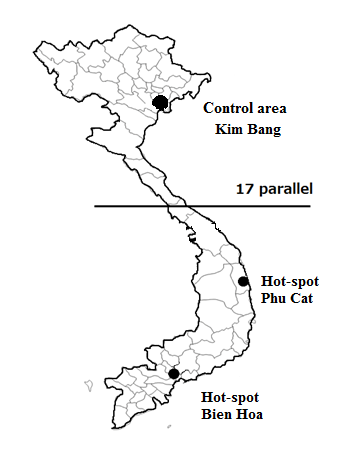 Control area
Kim Bang
17 parallel
Hot-spot
Phu Cat
Hot-spot
Bien Hoa